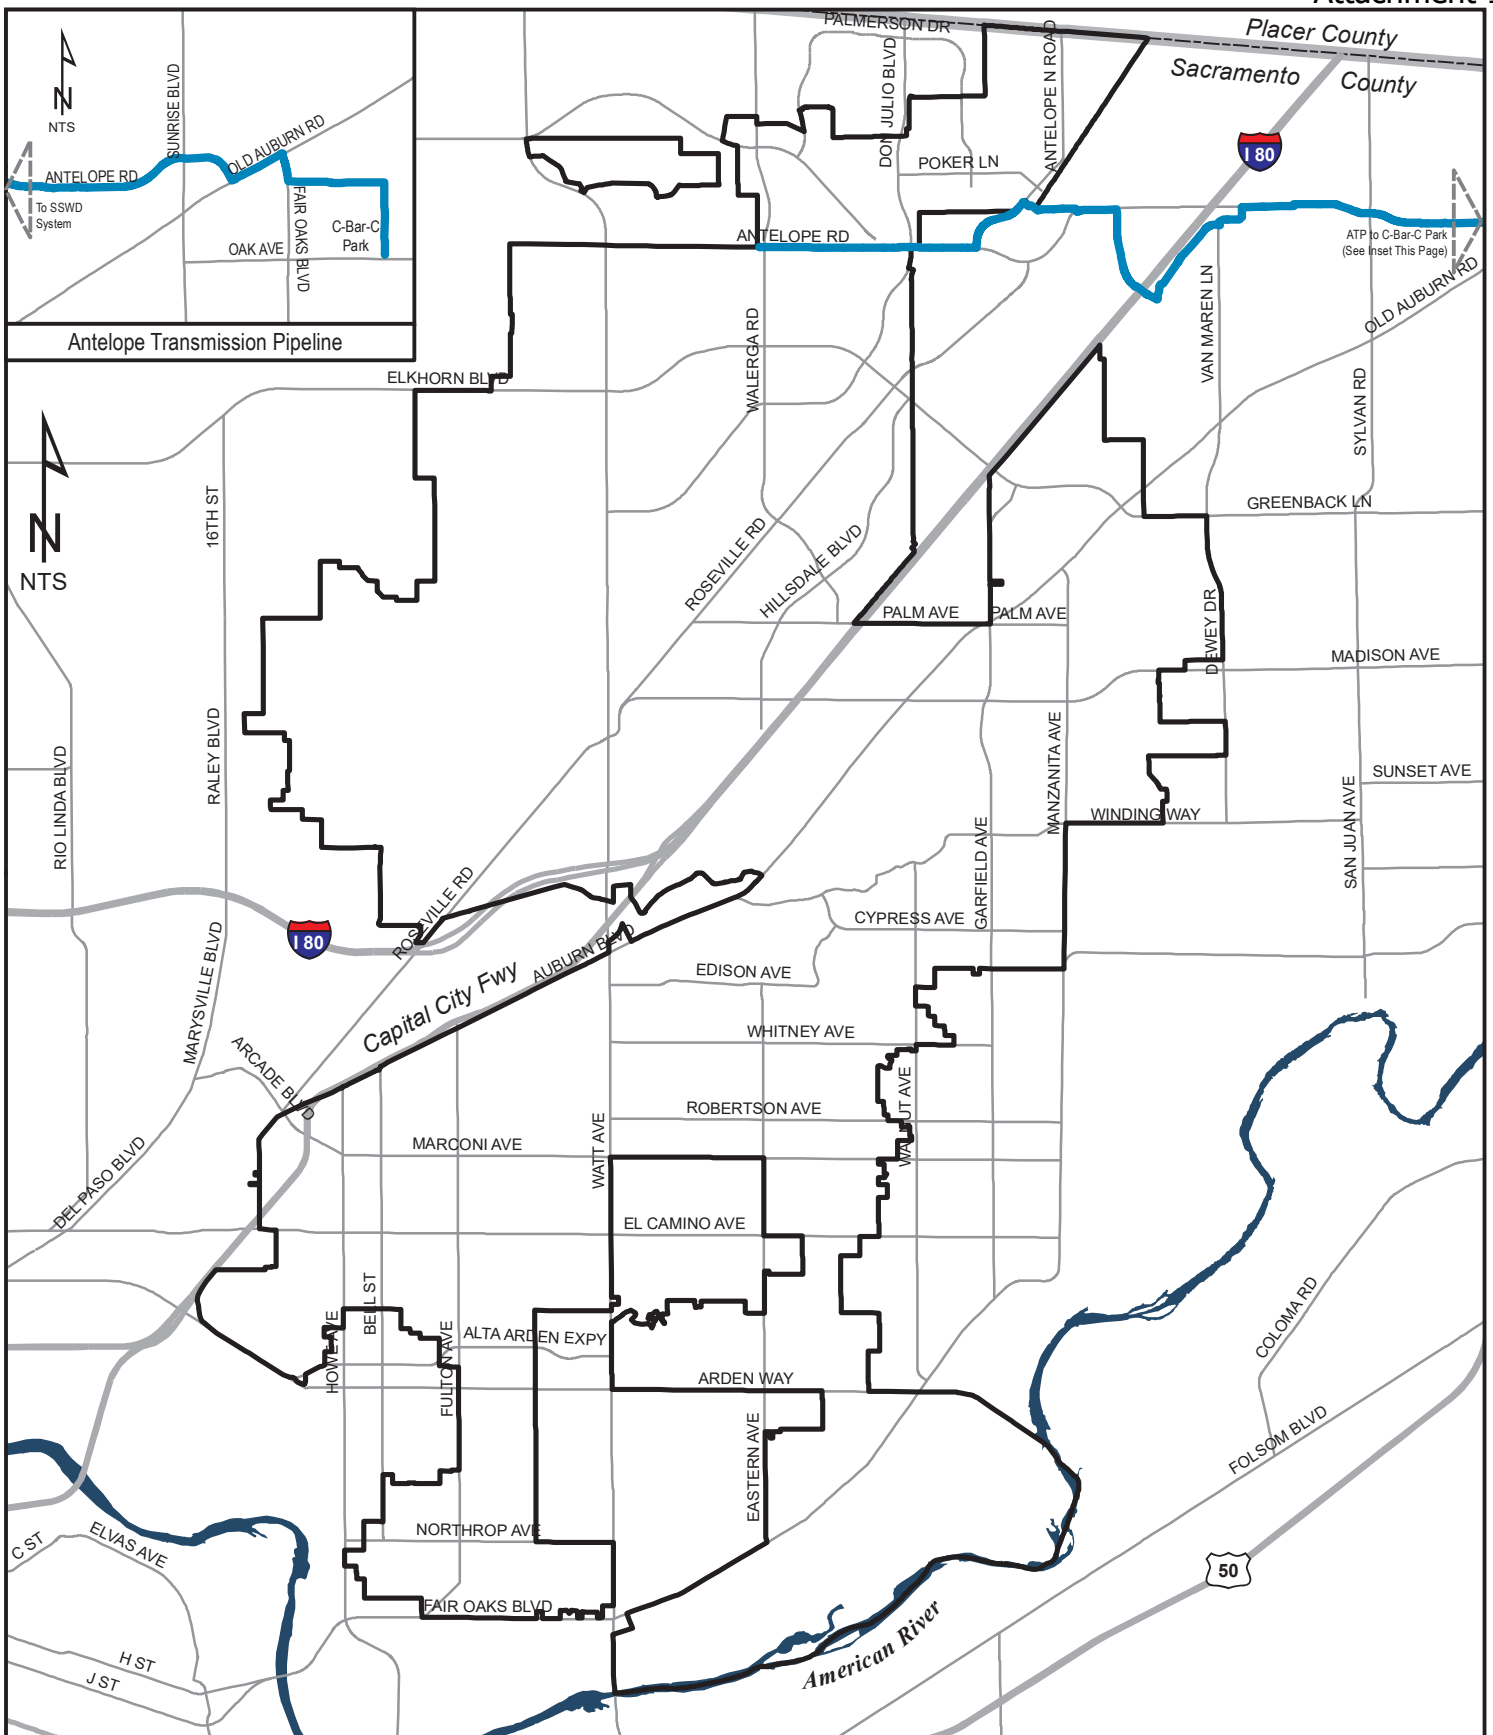 PALMERSON DR
Placer County
Sacramento County
N
NTS
SUNRISE BLVD
OLD AUBURN RD
ANTELOPE RD
To SSWD
System
FAIR OAKS BLVD
C-Bar-C
Park
OAK AVE
Antelope Transmission Pipeline
DON JULIO BLVD
ANTELOPE N ROAD
POKER LN
I 80
ANTELOPE RD
ATP to C-Bar-C Park
(See Inset This Page)
OLD AUBURN RD
VAN MAREN LN
WALERGA RD
SYLVAN RD
ELKHORN BLVD
N
NTS
16TH ST
GREENBACK LN
ROSEVILLE RD
HILLSDALE BLVD
PALM AVE
PALM AVE
DEWEY DR
MADISON AVE
RIO LINDA BLVD
RALEY BLVD
MANZANITA AVE
SUNSET AVE
WINDING WAY
SAN JUAN AVE
GARFIELD AVE
ROSEVILLE RD
I 80
CYPRESS AVE
AUBURN BLVD
EDISON AVE
Capital City Fwy
MARYSVILLE BLVD
WHITNEY AVE
ARCADE BLVD
WALNUT AVE
ROBERTSON AVE
MARCONI AVE
WATT AVE
DEL PASO BLVD
EL CAMINO AVE
BELL ST
HOWE AVE
FULTON AVE
ALTA ARDEN EXPY
COLOMA RD
ARDEN WAY
EASTERN AVE
FOLSOM BLVD
NORTHROP AVE
C ST
ELVAS AVE
50
FAIR OAKS BLVD
American River
H ST
J ST